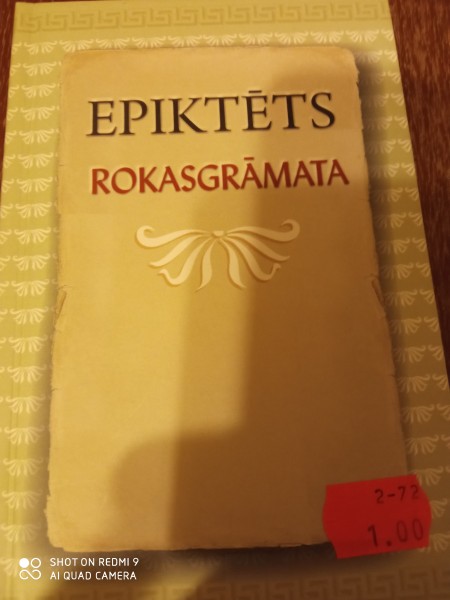 EPIKTĒTS
ROKASGRĀMATA
2-72
1.00
SHOT ON REDMI 9
AI QUAD CAMERA